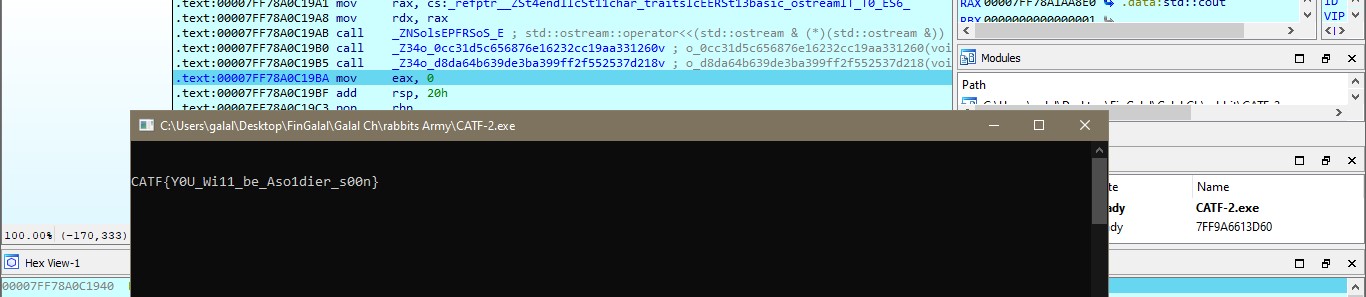 .text:00007FF78A0C19A1 mov rax, cs:_refptr__ZSt4endlIcSt11char_traitsIcEERSt13basic_ostreamIT_T0_ES6_
.text:00007FF78A0C19A8 mov rdx, rax
.text:00007FF78A0C19AB call _ZNSolsEPFRSoS_E ; std::ostream::operator<<(std::ostream & (*)(std::ostream &))
.text:00007FF78A0C19B0 call _Z34o_0cc31d5c656876e16232cc19aa331260v ; o_0cc31d5c656876e16232cc19aa331260(voi
.text:00007FF78A0C19B5 call _Z34o_d8da64b639de3ba399ff2f552537d218v ; o_d8da64b639de3ba399ff2f552537d218(voi
.text:00007FF78A0C19BA mov eax, 0
.text:00007FF78A0C19BF add rsp, 20h
.text:00007FF78A0C19C3 pop rbp
RAX 00007FF78A1AA8E0 .data:std::cout
RBX 0000000000000001
ID
VIP
Modules
Path
C:\Users\galal\Desktop\FinGalal\Galal Ch\rabbits Army\CATF-2.exe
CATF{Y0U_Wi11_be_Aso1dier_s00n}
te Name
ady CATF-2.exe
dy 7FF9A6613D60
100.00% (-170,333)
Hex View-1
00007FF78A0C1940